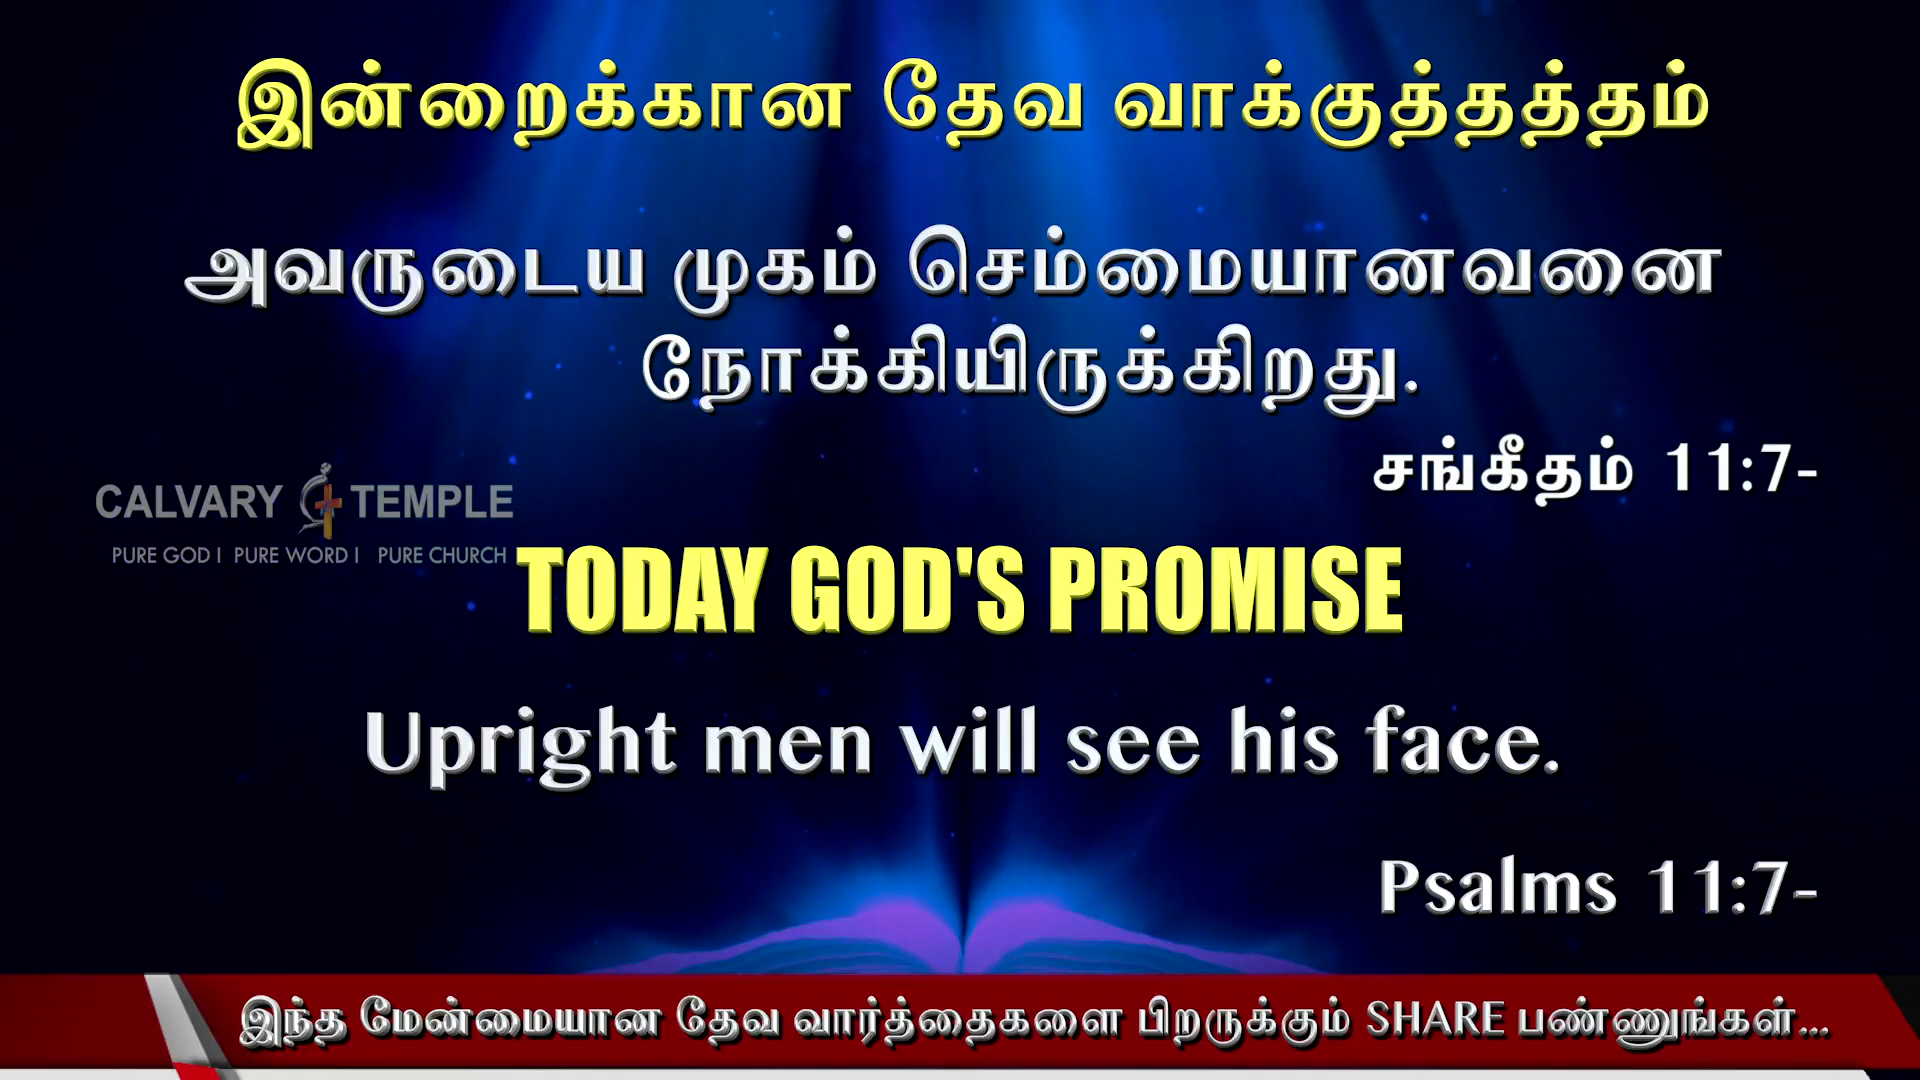 இன்றைக்கான தேவ வாக்குத்தத்தம்
அவருடைய முகம் செம்மையானவனை
நோக்கியிருக்கிறது.
சங்கீதம் 11:7-
CALVARY TEMPLE
PURE GOD I PURE WORD I PURE CHURCH
TODAY GOD'S PROMISE
Upright men will see his face.
Psalms 11:7-
இந்த மேன்மையான தேவ வார்த்தைகளை பிறருக்கும் SHARE பண்ணுங்கள்...